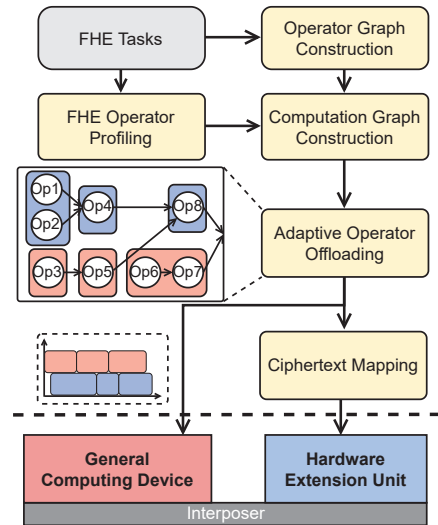 FHE Tasks
Operator Graph
Construction
FHE Operator
Profiling
Computation Graph
Construction
Op1
Op2
Op4
Op8
Op3
Op5
Op6
Op7
Adaptive Operator
Offloading
Ciphertext Mapping
General
Computing Device
Hardware
Extension Unit
Interposer